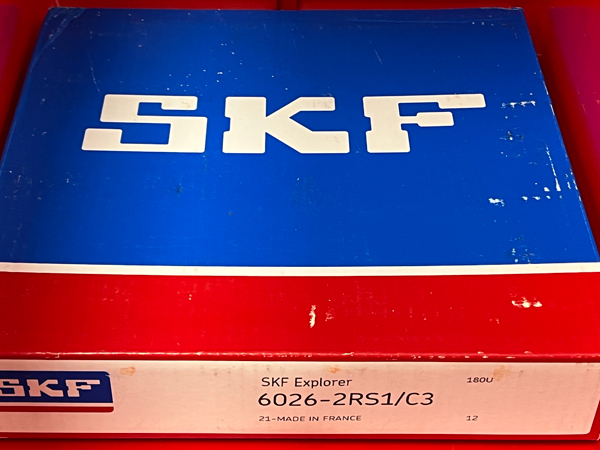 SKF
SKF
SKF Explorer
180U
6026-2RS1/C3
21-MADE IN FRANCE
12